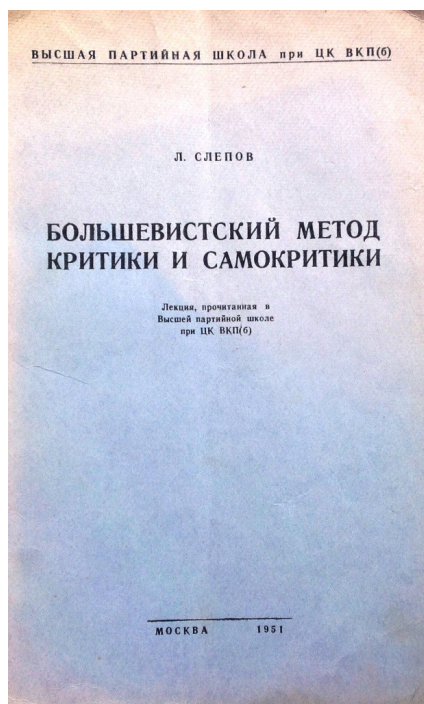 ВЫСШАЯ ПАРТИЙНАЯ ШКОЛА при ЦК ВКП(б)
Л. СЛЕПОВ
БОЛЬШЕВИСТСКИЙ МЕТОД
КРИТИКИ И САМОКРИТИКИ
Лекция, прочитанная в
Высшей партийной школе
при ЦК ВКП(б)
МОСКВА 1951